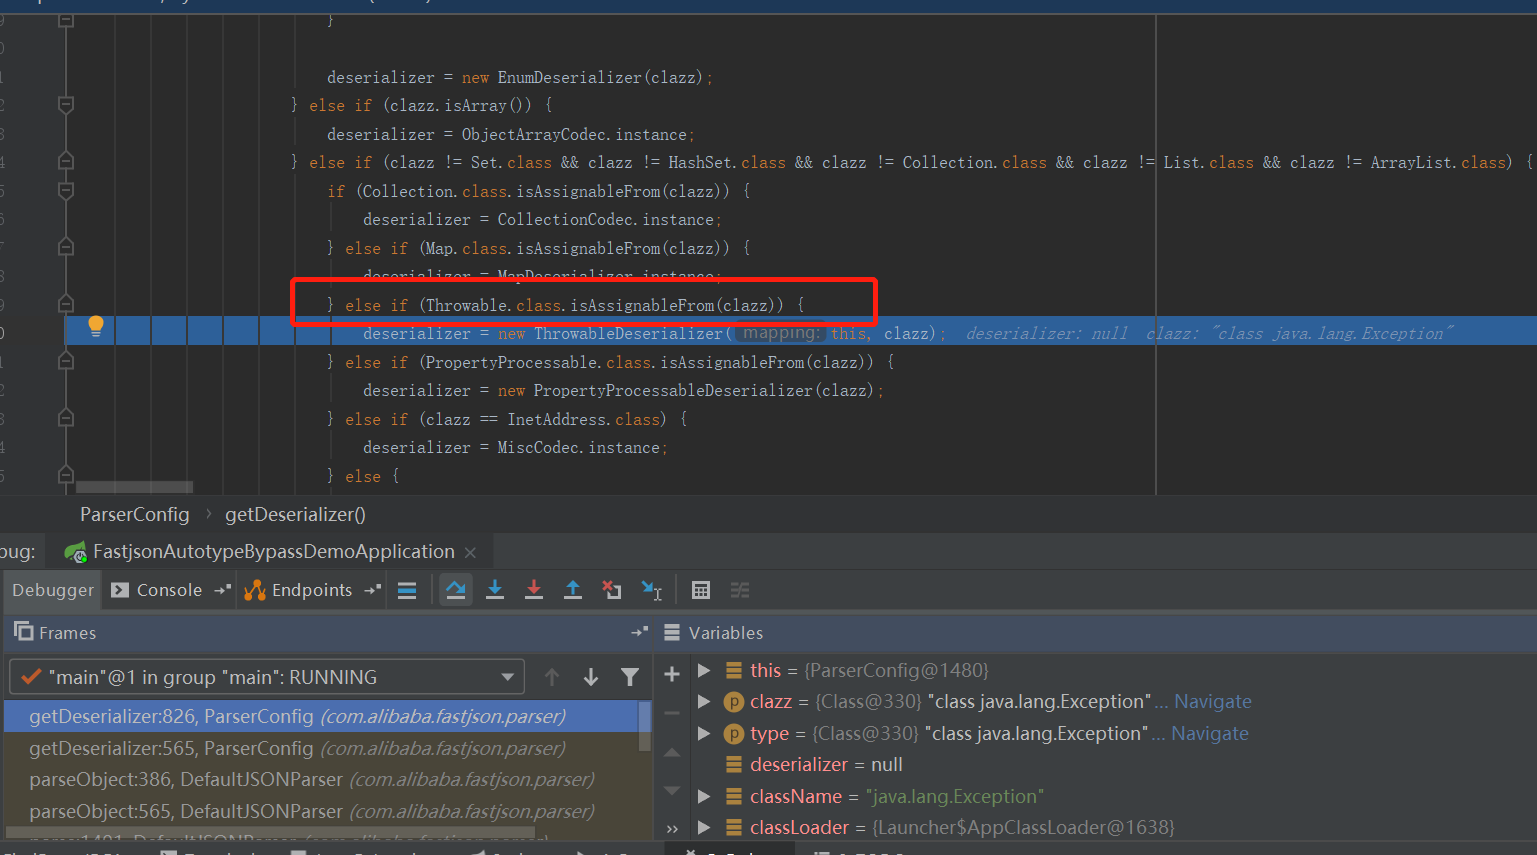 }
deserializer = new EnumDeserializer(clazz);
} else if (clazz.isArray()) {
deserializer = ObjectArrayCodec.instance;
} else if (clazz != Set.class && clazz != HashSet.class && clazz != Collection.class && clazz != List.class && clazz != ArrayList.class) {
if (Collection.class.isAssignableFrom(clazz)) {
deserializer = CollectionCodec.instance;
} else if (Map.class.isAssignableFrom(clazz)) {
deserializer = MapDeserializer.instance;
} else if (Throwable.class.isAssignableFrom(clazz)) {
deserializer = new ThrowableDeserializer( mapping: this, clazz); deserializer: null clazz: "class java.lang.Exception"
} else if (PropertyProcessable.class.isAssignableFrom(clazz)) {
deserializer = new PropertyProcessableDeserializer(clazz);
} else if (clazz == InetAddress.class) {
deserializer = MiscCodec.instance;
} else {
ParserConfig › getDeserializer()
bug: FastjsonAutotypeBypassDemoApplication
Debugger Console Endpoints
Frames
Variables
"main"@1 in group "main": RUNNING
getDeserializer:826, ParserConfig (com.alibaba.fastjson.parser)
getDeserializer:565, ParserConfig (com.alibaba.fastjson.parser)
parseObject:386, DefaultJSONParser (com.alibaba.fastjson.parser)
parseObject:565, DefaultJSONParser (com.alibaba.fastjson.parser)
this = {ParserConfig@1480}
clazz = {Class@330} "class java.lang.Exception"... Navigate
type = {Class@330} "class java.lang.Exception"... Navigate
deserializer = null
className = "java.lang.Exception"
classLoader = {Launcher$AppClassLoader@1638}